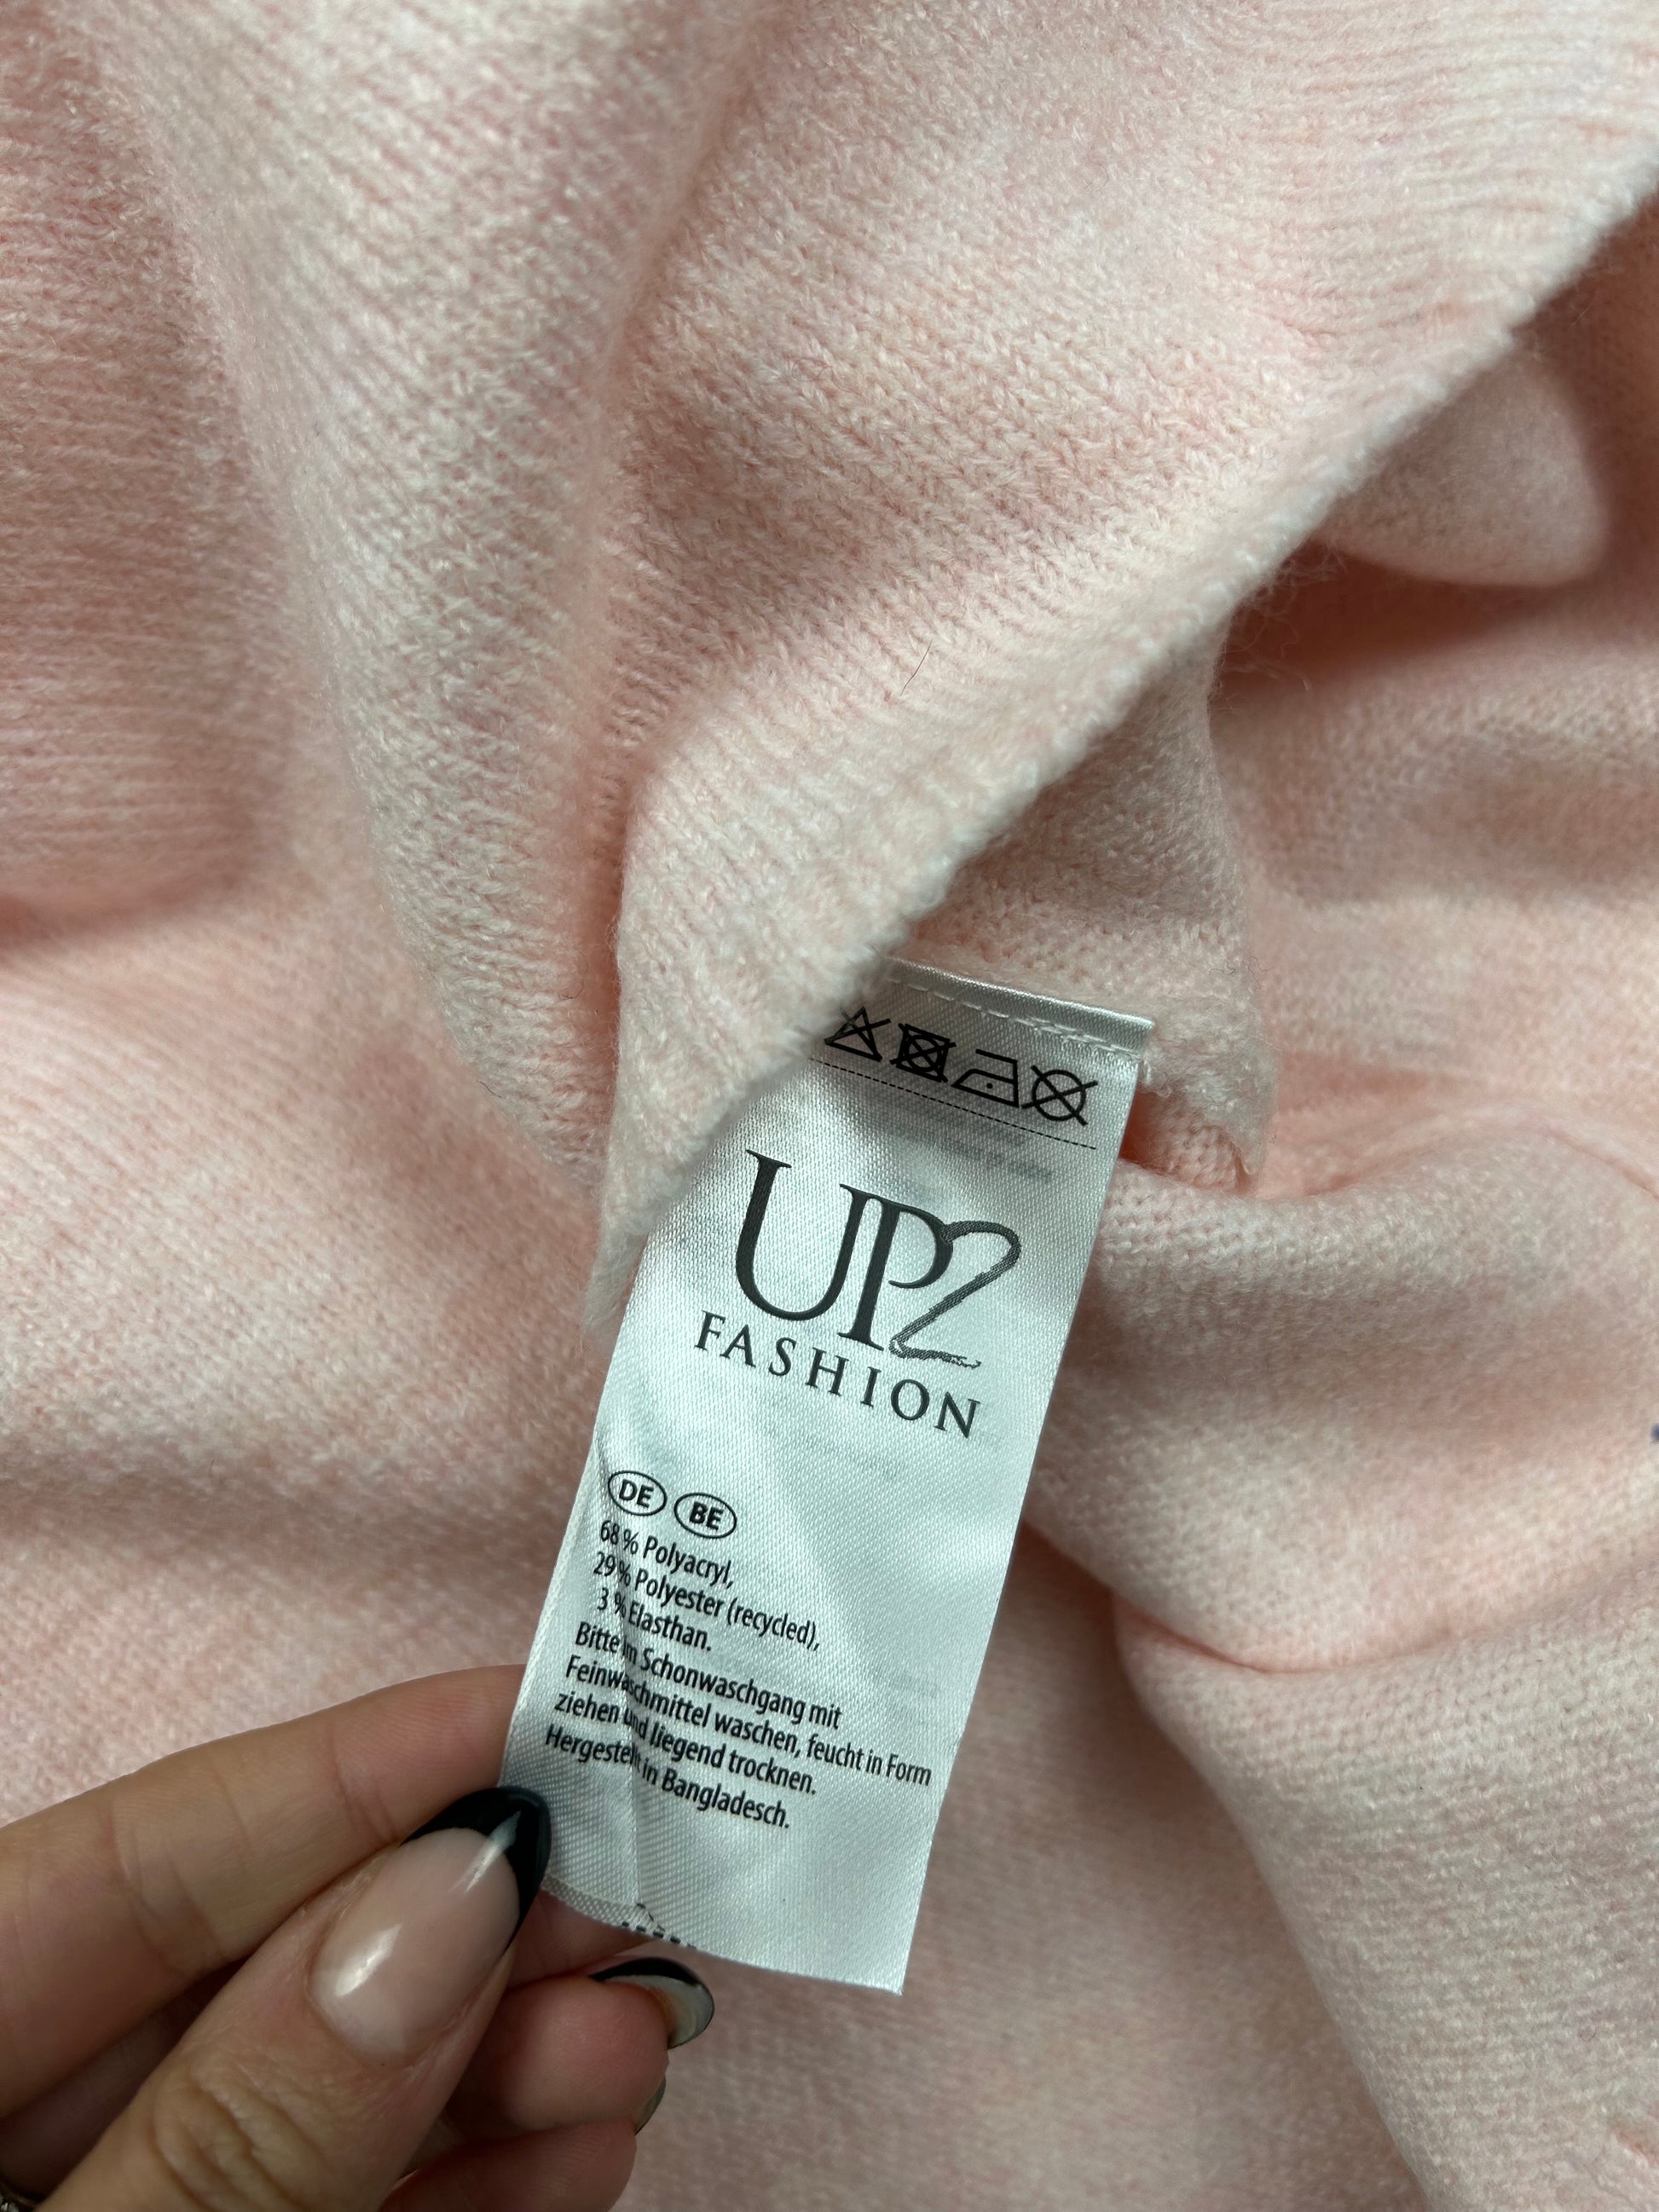 UP2
FASHION
DE BE
68 % Polyacryl,
29 % Polyester (recycled),
3 % Elasthan.
Bitte im Schonwaschgang mit
Feinwaschmittel waschen, feucht in Form
ziehen und liegend trocknen.
Hergestellt in Bangladesch.